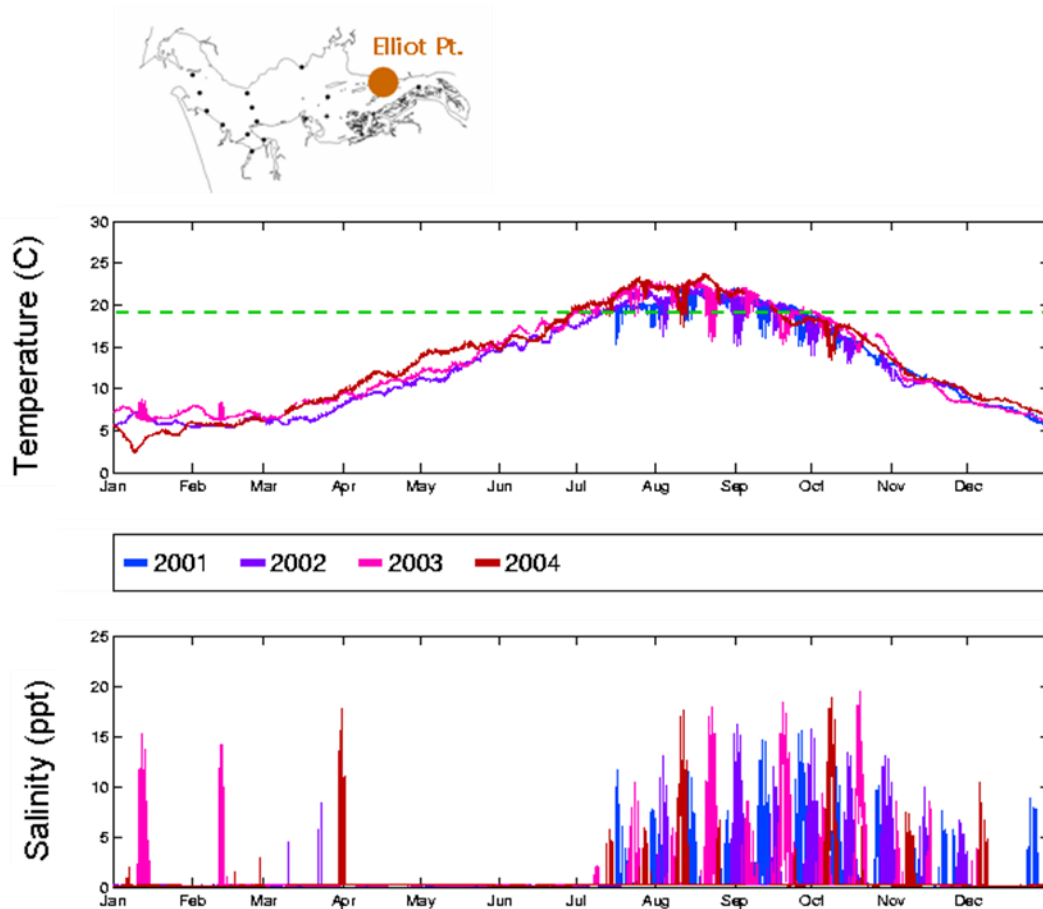 Elliot Pt.
Temperature (C)
30
25
20
15
10
5
0
Jan Feb Mar Apr May Jun Jul Aug Sep Oct Nov Dec
2001 2002 2003 2004
Salinity (ppt)
25
20
15
10
5
0
Jan Feb Mar Apr May Jun Jul Aug Sep Oct Nov Dec